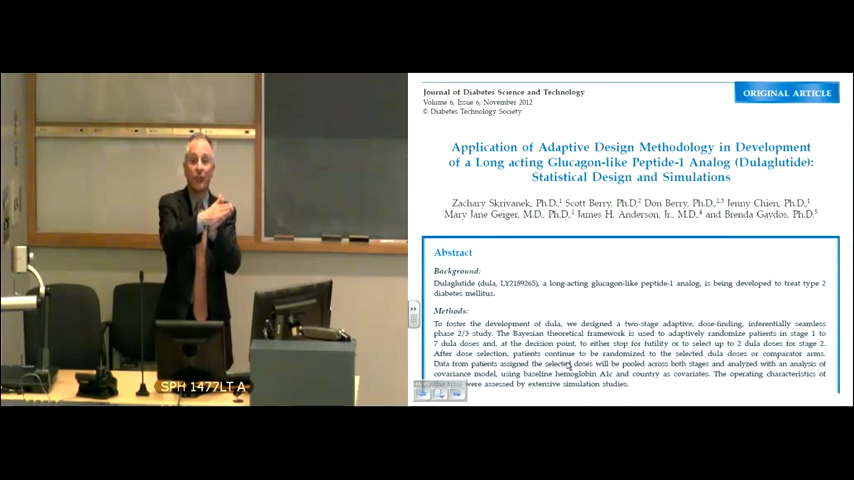 SPH 1477LT A
Journal of Diabetes Science and Technology
Volume 6, Issue 6, November 2012
© Diabetes Technology Society
ORIGINAL ARTICLE
Application of Adaptive Design Methodology in Development
of a Long acting Glucagon-like Peptide-1 Analog (Dulaglutide):
Statistical Design and Simulations
Zachary Skrivanek, Ph.D.,1 Scott Berry, Ph.D,2 Don Berry, Ph.D.,2,3 Jenny Chien, Ph.D.,1
Mary Jane Geiger, M.D., Ph.D.,1 James H. Anderson, Jr., M.D.,4 and Brenda Gaydos, Ph.D.5
Abstract
Background:
Dulaglutide (dula, LY2189265), a long-acting glucagon-like peptide-1 analog, is being developed to treat type 2
diabetes mellitus.
Methods:
To foster the development of dula, we designed a two-stage adaptive, dose-finding, inferentially seamless
phase 2/3 study. The Bayesian theoretical framework is used to adaptively randomize patients in stage 1 to
7 dula doses and, at the decision point, to either stop for futility or to select up to 2 dula doses for stage 2.
After dose selection, patients continue to be randomized to the selected dula doses or comparator arms.
Data from patients assigned the selected doses will be pooled across both stages and analyzed with an analysis of
covariance model, using baseline hemoglobin A1c and country as covariates. The operating characteristics of
were assessed by extensive simulation studies.